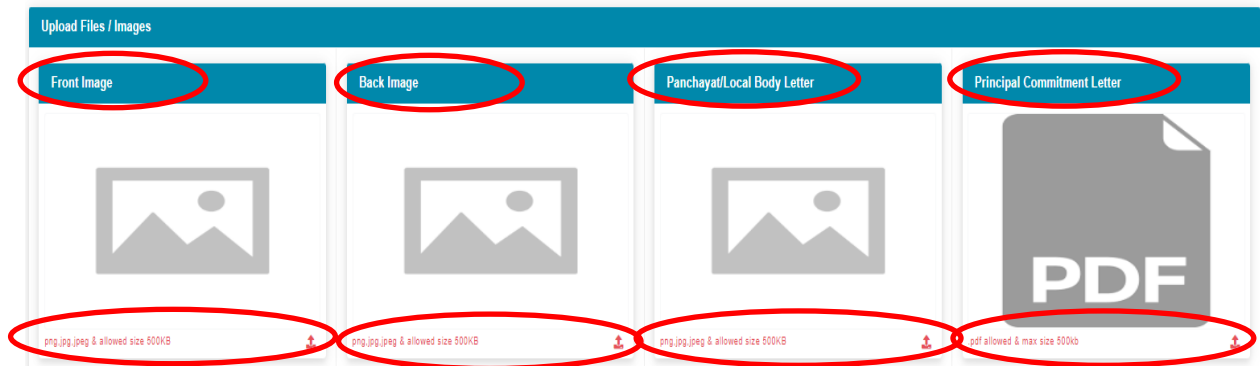 Upload Files / Images
Front Image
Back Image
Panchayat/Local Body Letter
Principal Commitment Letter
PDF
png,jpg,jpeg & allowed size 500KB
png,jpg,jpeg & allowed size 500KB
png,jpg,jpeg & allowed size 500KB
.pdf allowed & max size 500kb